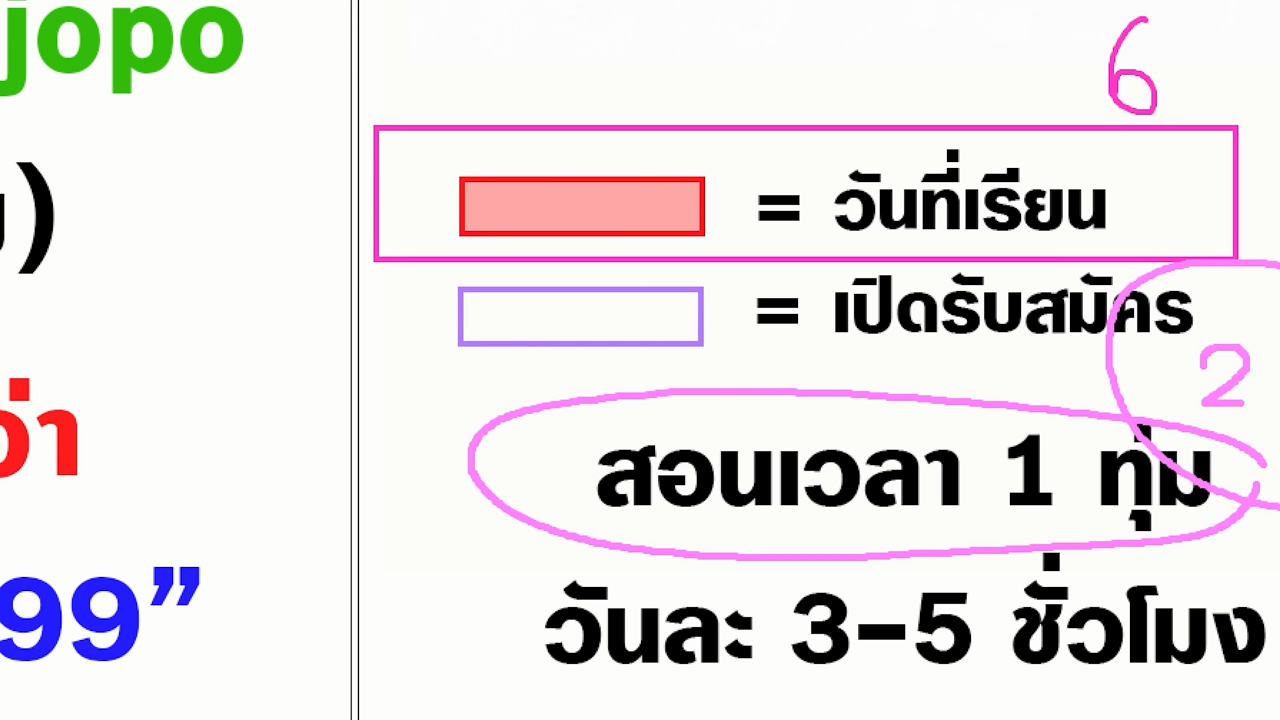 jopo
)
6
= วันที่เรียน
= เปิดรับสมัคร
2
ว่า
สอนเวลา 1 ทุ่ม
99”
วันละ 3-5 ชั่วโมง